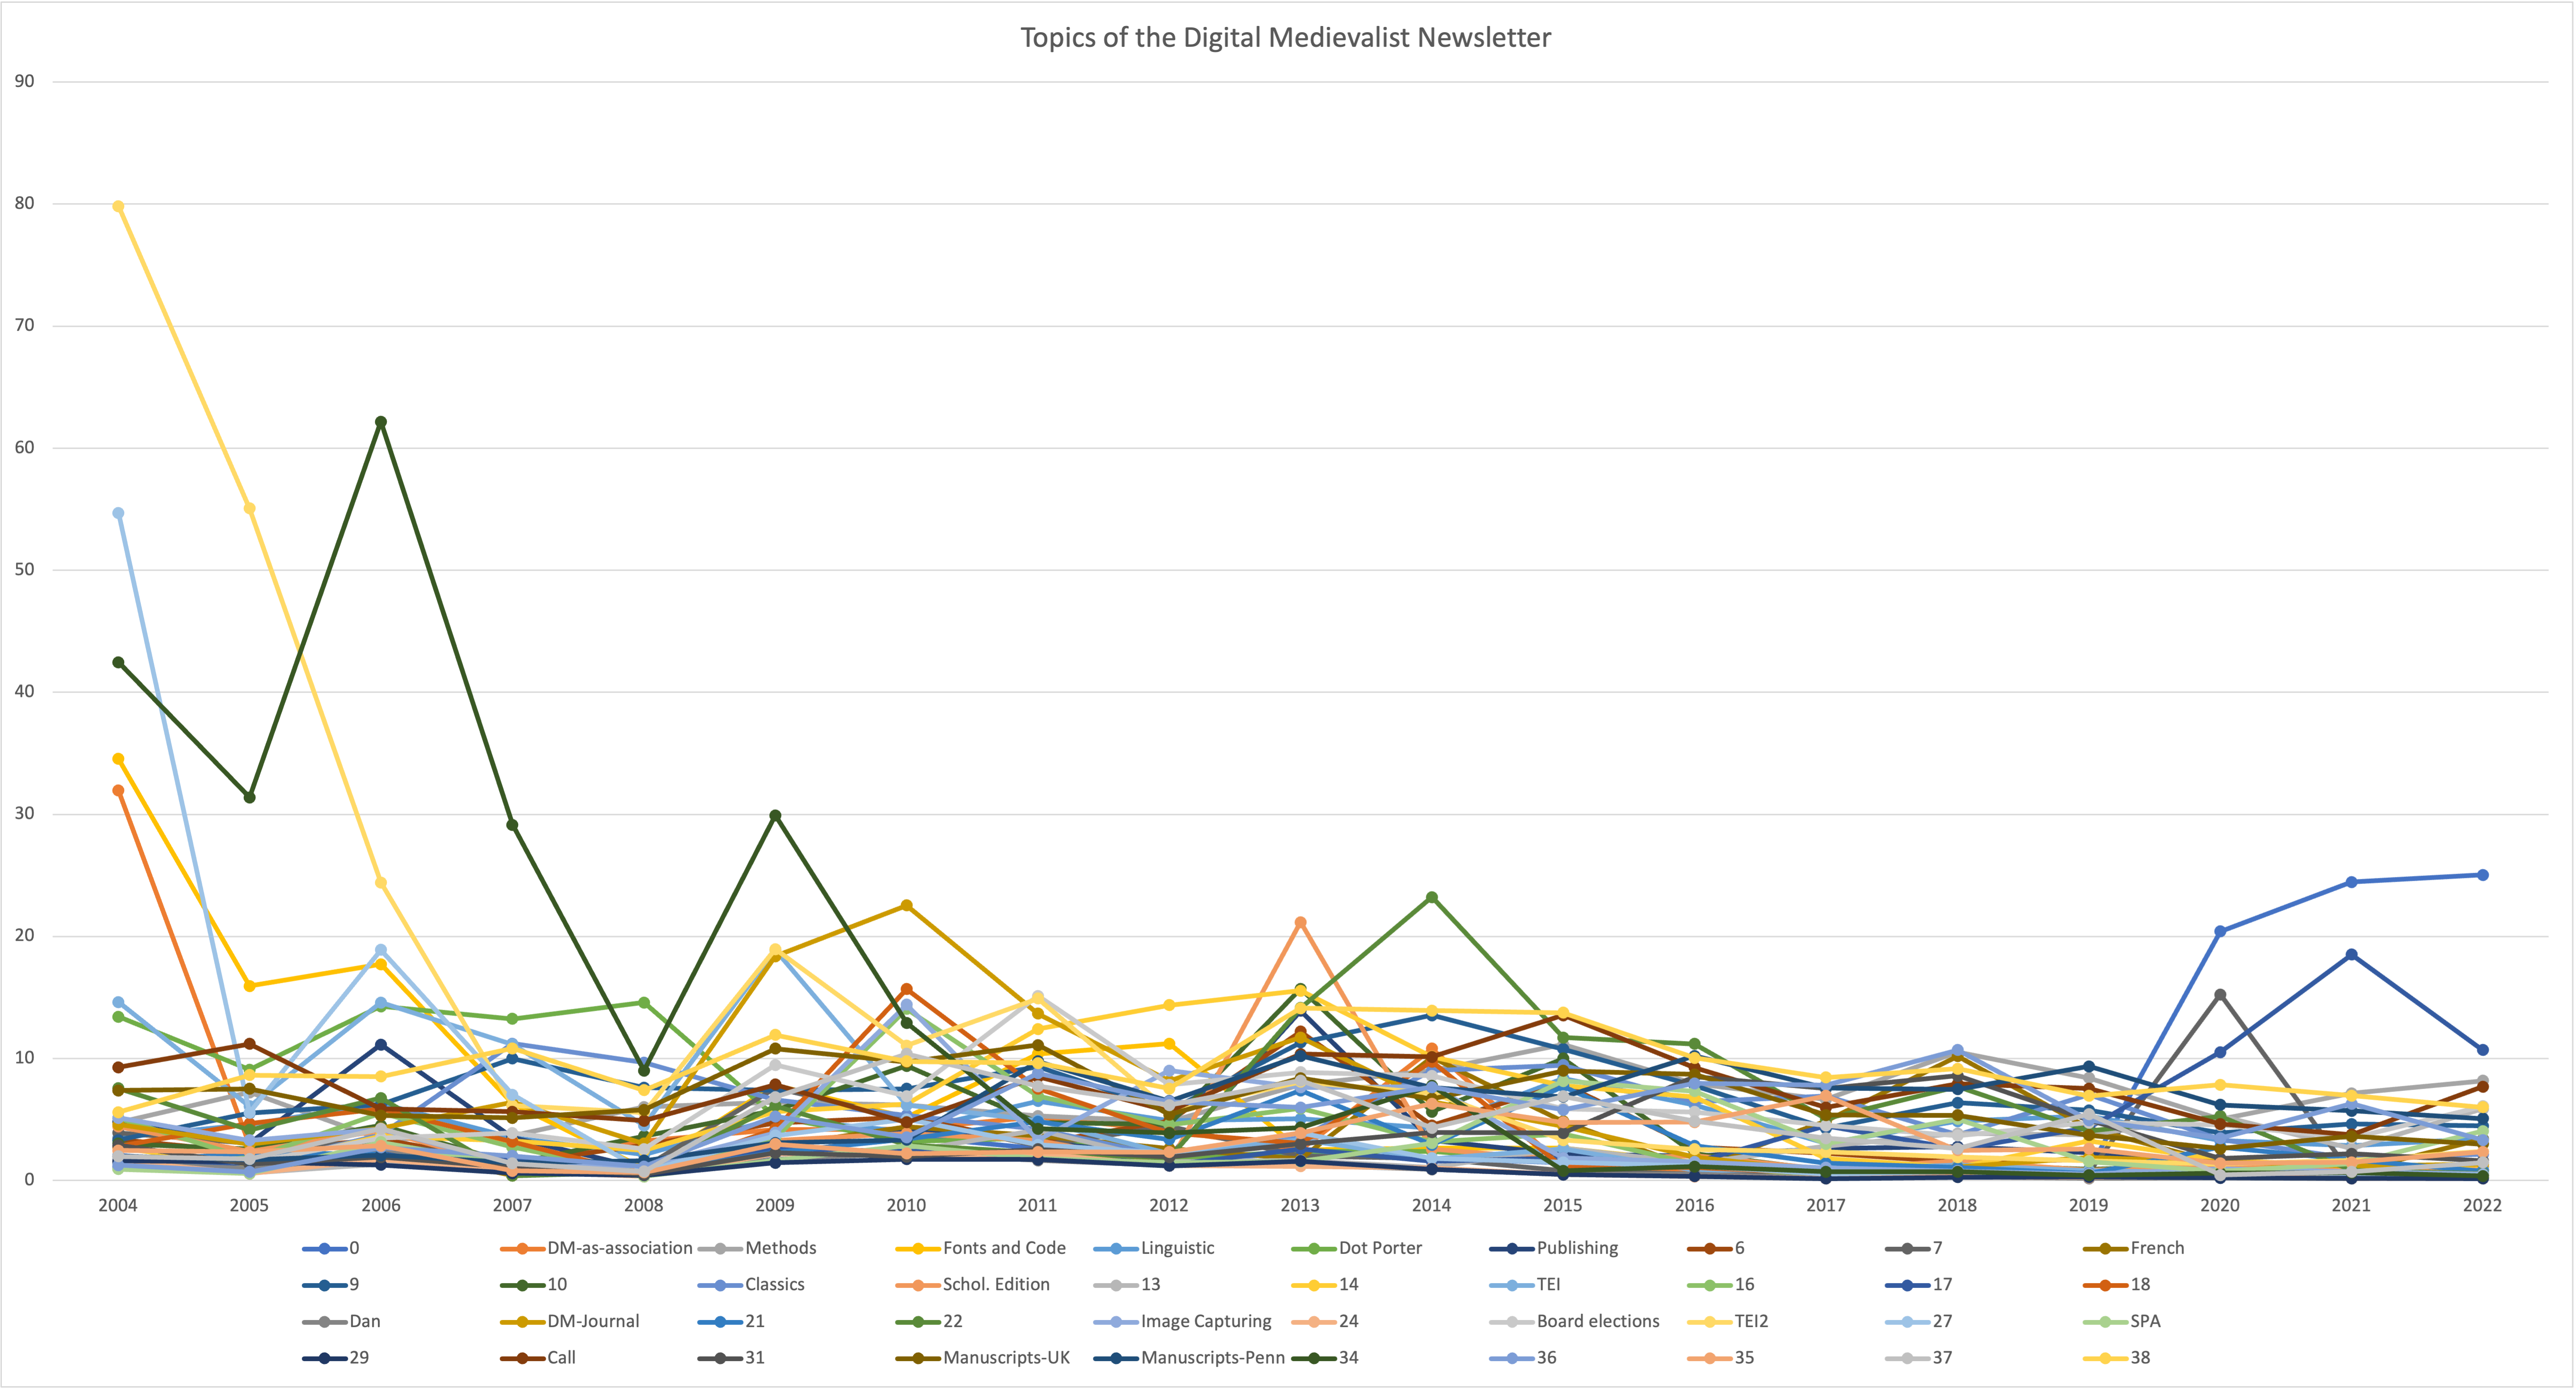 Topics of the Digital Medievalist Newsletter
90
80
70
60
50
40
30
20
10
0
2004 2005 2006 2007 2008 2009 2010 2011 2012 2013 2014 2015 2016 2017 2018 2019 2020 2021 2022
0 DM-as-association Methods Fonts and Code Linguistic Dot Porter Publishing 6 7 French
9 10 Classics Schol. Edition 13 14 TEI 16 17 18
Dan DM-Journal 21 22 Image Capturing 24 Board elections TEI2 27 SPA
29 Call 31 Manuscripts-UK Manuscripts-Penn 34 36 35 37 38